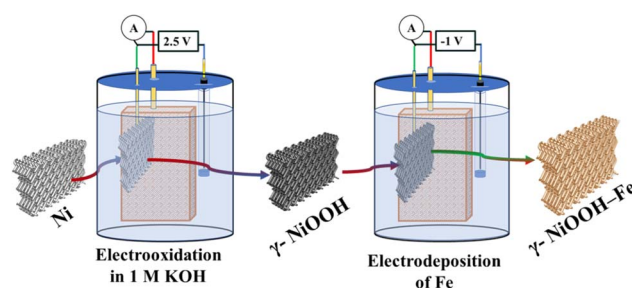 A
2.5 V
A
-1 V
Ni
Electrooxidation
in 1 M KOH
γ- NiOOH
Electrodeposition
of Fe
γ- NiOOH–Fe